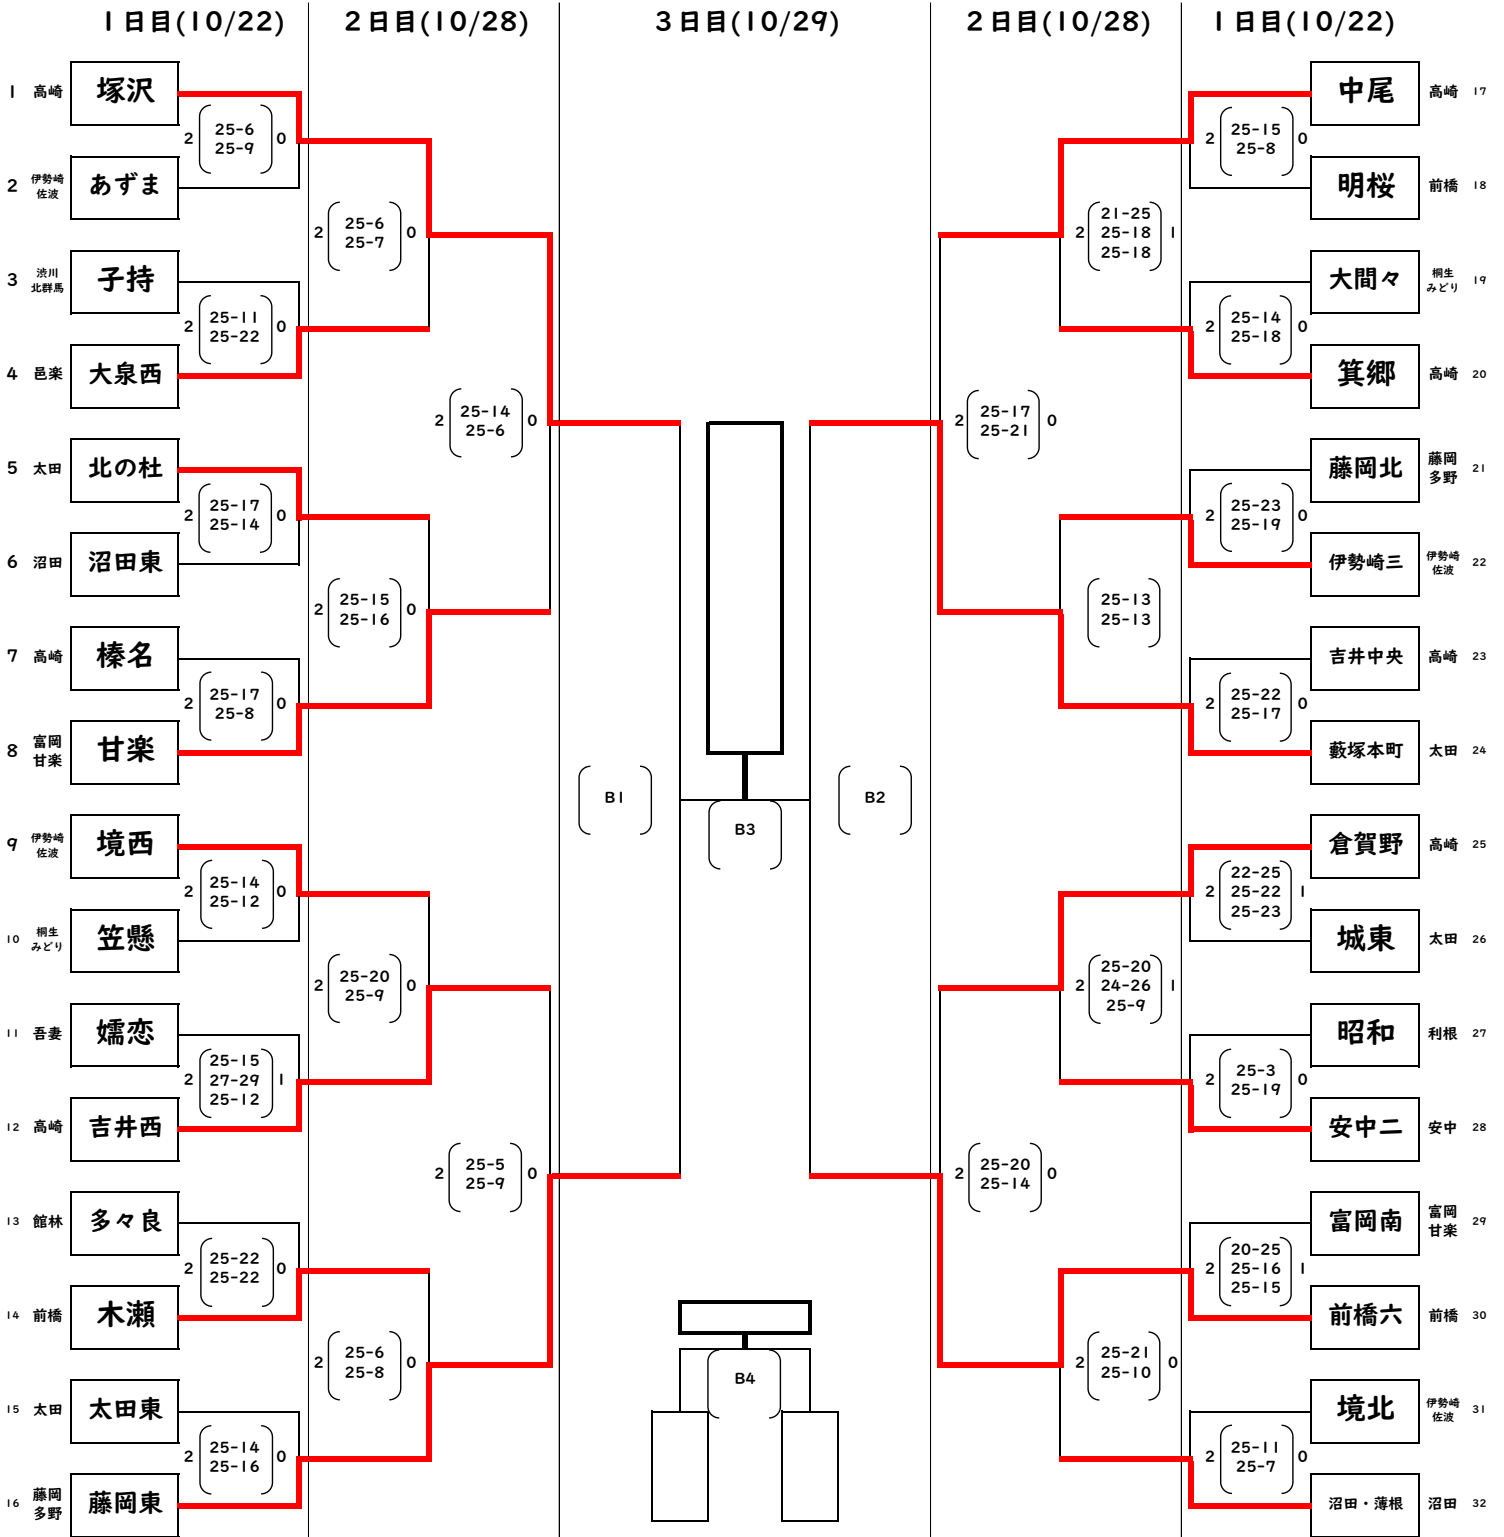 1日目(10/22)
2日目(10/28)
3日目(10/29)
2日目(10/28)
1日目(10/22)
1 高崎 塚沢
2 25-6 0
25-9
2 伊勢崎 あずま
佐波
2 25-6 0
25-7
3 渋川 子持
北群馬
2 25-11 0
25-22
4 邑楽 大泉西
2 25-14 0
25-6
5 太田 北の杜
2 25-17 0
25-14
6 沼田 沼田東
2 25-15 0
25-16
7 高崎 榛名
2 25-17 0
25-8
8 富岡 甘楽
甘楽
9 伊勢崎 境西
佐波
2 25-14 0
25-12
10 桐生 笠懸
みどり
2 25-20 0
25-9
11 吾妻 嬬恋
25-15
2 27-29 1
25-12
12 高崎 吉井西
2 25-5 0
25-9
13 館林 多々良
2 25-22 0
25-22
14 前橋 木瀬
2 25-6 0
25-8
15 太田 太田東
2 25-14 0
25-16
16 藤岡 藤岡東
多野
B1
B3
B2
B4
中尾 高崎 17
2 25-15 0
25-8
明桜 前橋 18
21-25
2 25-18 1
25-18
大間々 桐生 19
みどり
2 25-14 0
25-18
箕郷 高崎 20
2 25-17 0
25-21
藤岡北 藤岡 21
多野
2 25-23 0
25-19
伊勢崎三 伊勢崎 22
佐波
25-13
25-13
吉井中央 高崎 23
2 25-22 0
25-17
藪塚本町 太田 24
倉賀野 高崎 25
22-25
2 25-22 1
25-23
城東 太田 26
25-20
2 24-26 1
25-9
昭和 利根 27
2 25-3 0
25-19
安中二 安中 28
2 25-20 0
25-14
富岡南 富岡 29
甘楽
20-25
2 25-16 1
25-15
前橋六 前橋 30
2 25-21 0
25-10
境北 伊勢崎 31
佐波
2 25-11 0
25-7
沼田・薄根 沼田 32